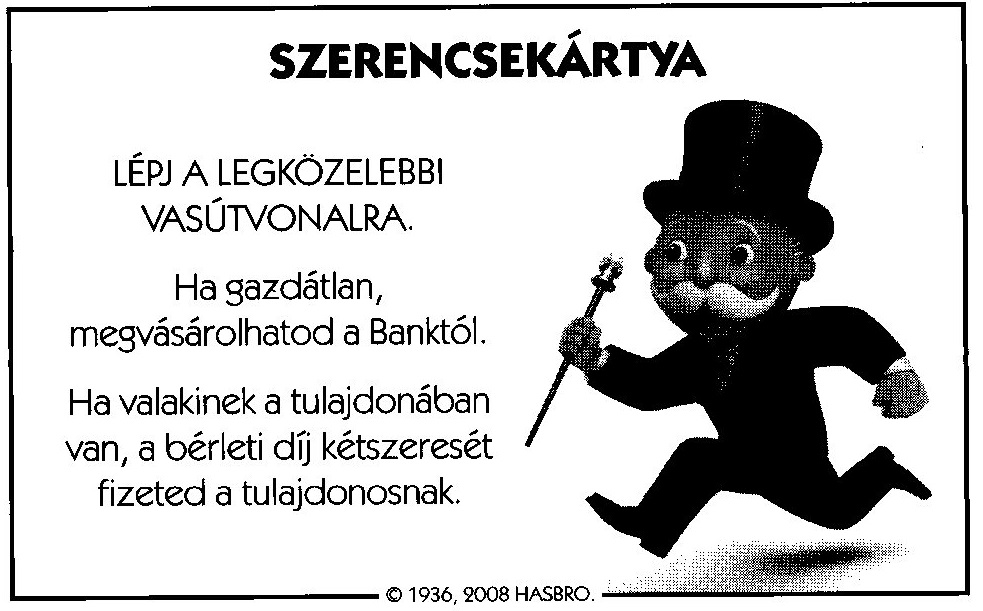 SZERENCSEKÁRTYA
LÉPJ A LEGKÖZELEBBI
VASÚTVONALRA.
Ha gazdátlan,
megvásárolhatod a Banktól.
Ha valakinek a tulajdonában
van, a bérleti díj kétszeresét
fizeted a tulajdonosnak.
© 1936, 2008 HASBRO.